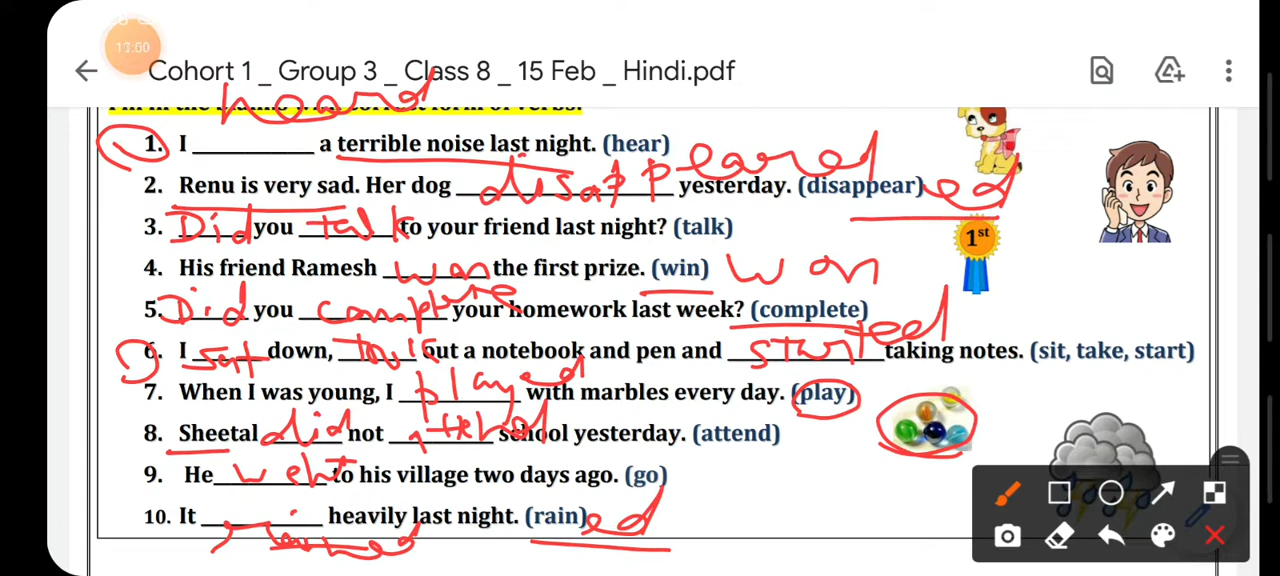 Cohort 1 _ Group 3 _ Class 8 _ 15 Feb _ Hindi.pdf
heard
1. I __________ a terrible noise last night. (hear)
2. Renu is very sad. Her dog disappeared yesterday. (disappear) ed
3. Did you talk to your friend last night? (talk)
4. His friend Ramesh won the first prize. (win) won
1st
5. Did you complete your homework last week? (complete)
6. I sat down, took out a notebook and pen and started taking notes. (sit, take, start)
7. When I was young, I played with marbles every day. (play)
8. Sheetal did not attend school yesterday. (attend)
9. He went to his village two days ago. (go)
10. It rained heavily last night. (rain) ed